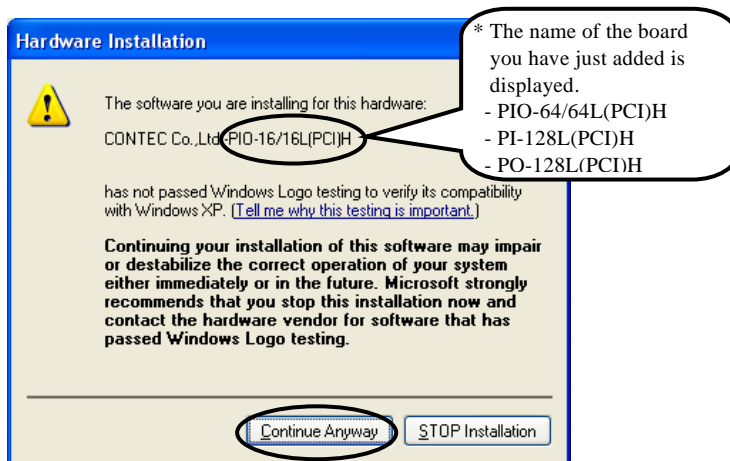 Hardware Installation
* The name of the board
you have just added is
displayed.
- PIO-64/64L(PCI)H
- PI-128L(PCI)H
- PO-128L(PCI)H
The software you are installing for this hardware:
CONTEC Co.,Ltd.-PIO-16/16L(PCI)H
has not passed Windows Logo testing to verify its compatibility
with Windows XP. (Tell me why this testing is important.)
Continuing your installation of this software may impair
or destabilize the correct operation of your system
either immediately or in the future. Microsoft strongly
recommends that you stop this installation now and
contact the hardware vendor for software that has
passed Windows Logo testing.
Continue Anyway
STOP Installation